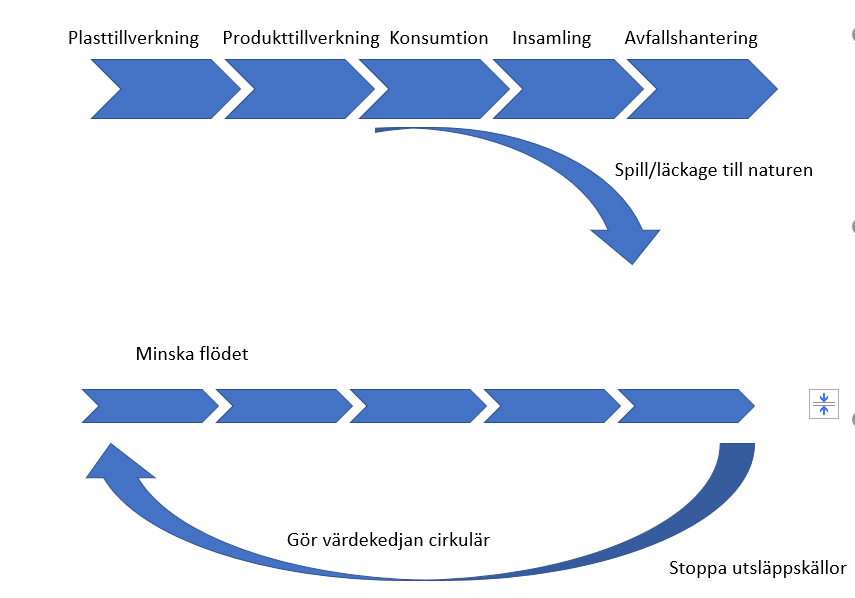 Plasttillverkning
Produkttillverkning
Konsumtion
Insamling
Avfallshantering
Spill/läckage till naturen
Minska flödet
Gör värdekedjan cirkulär
Stoppa utsläppskällor